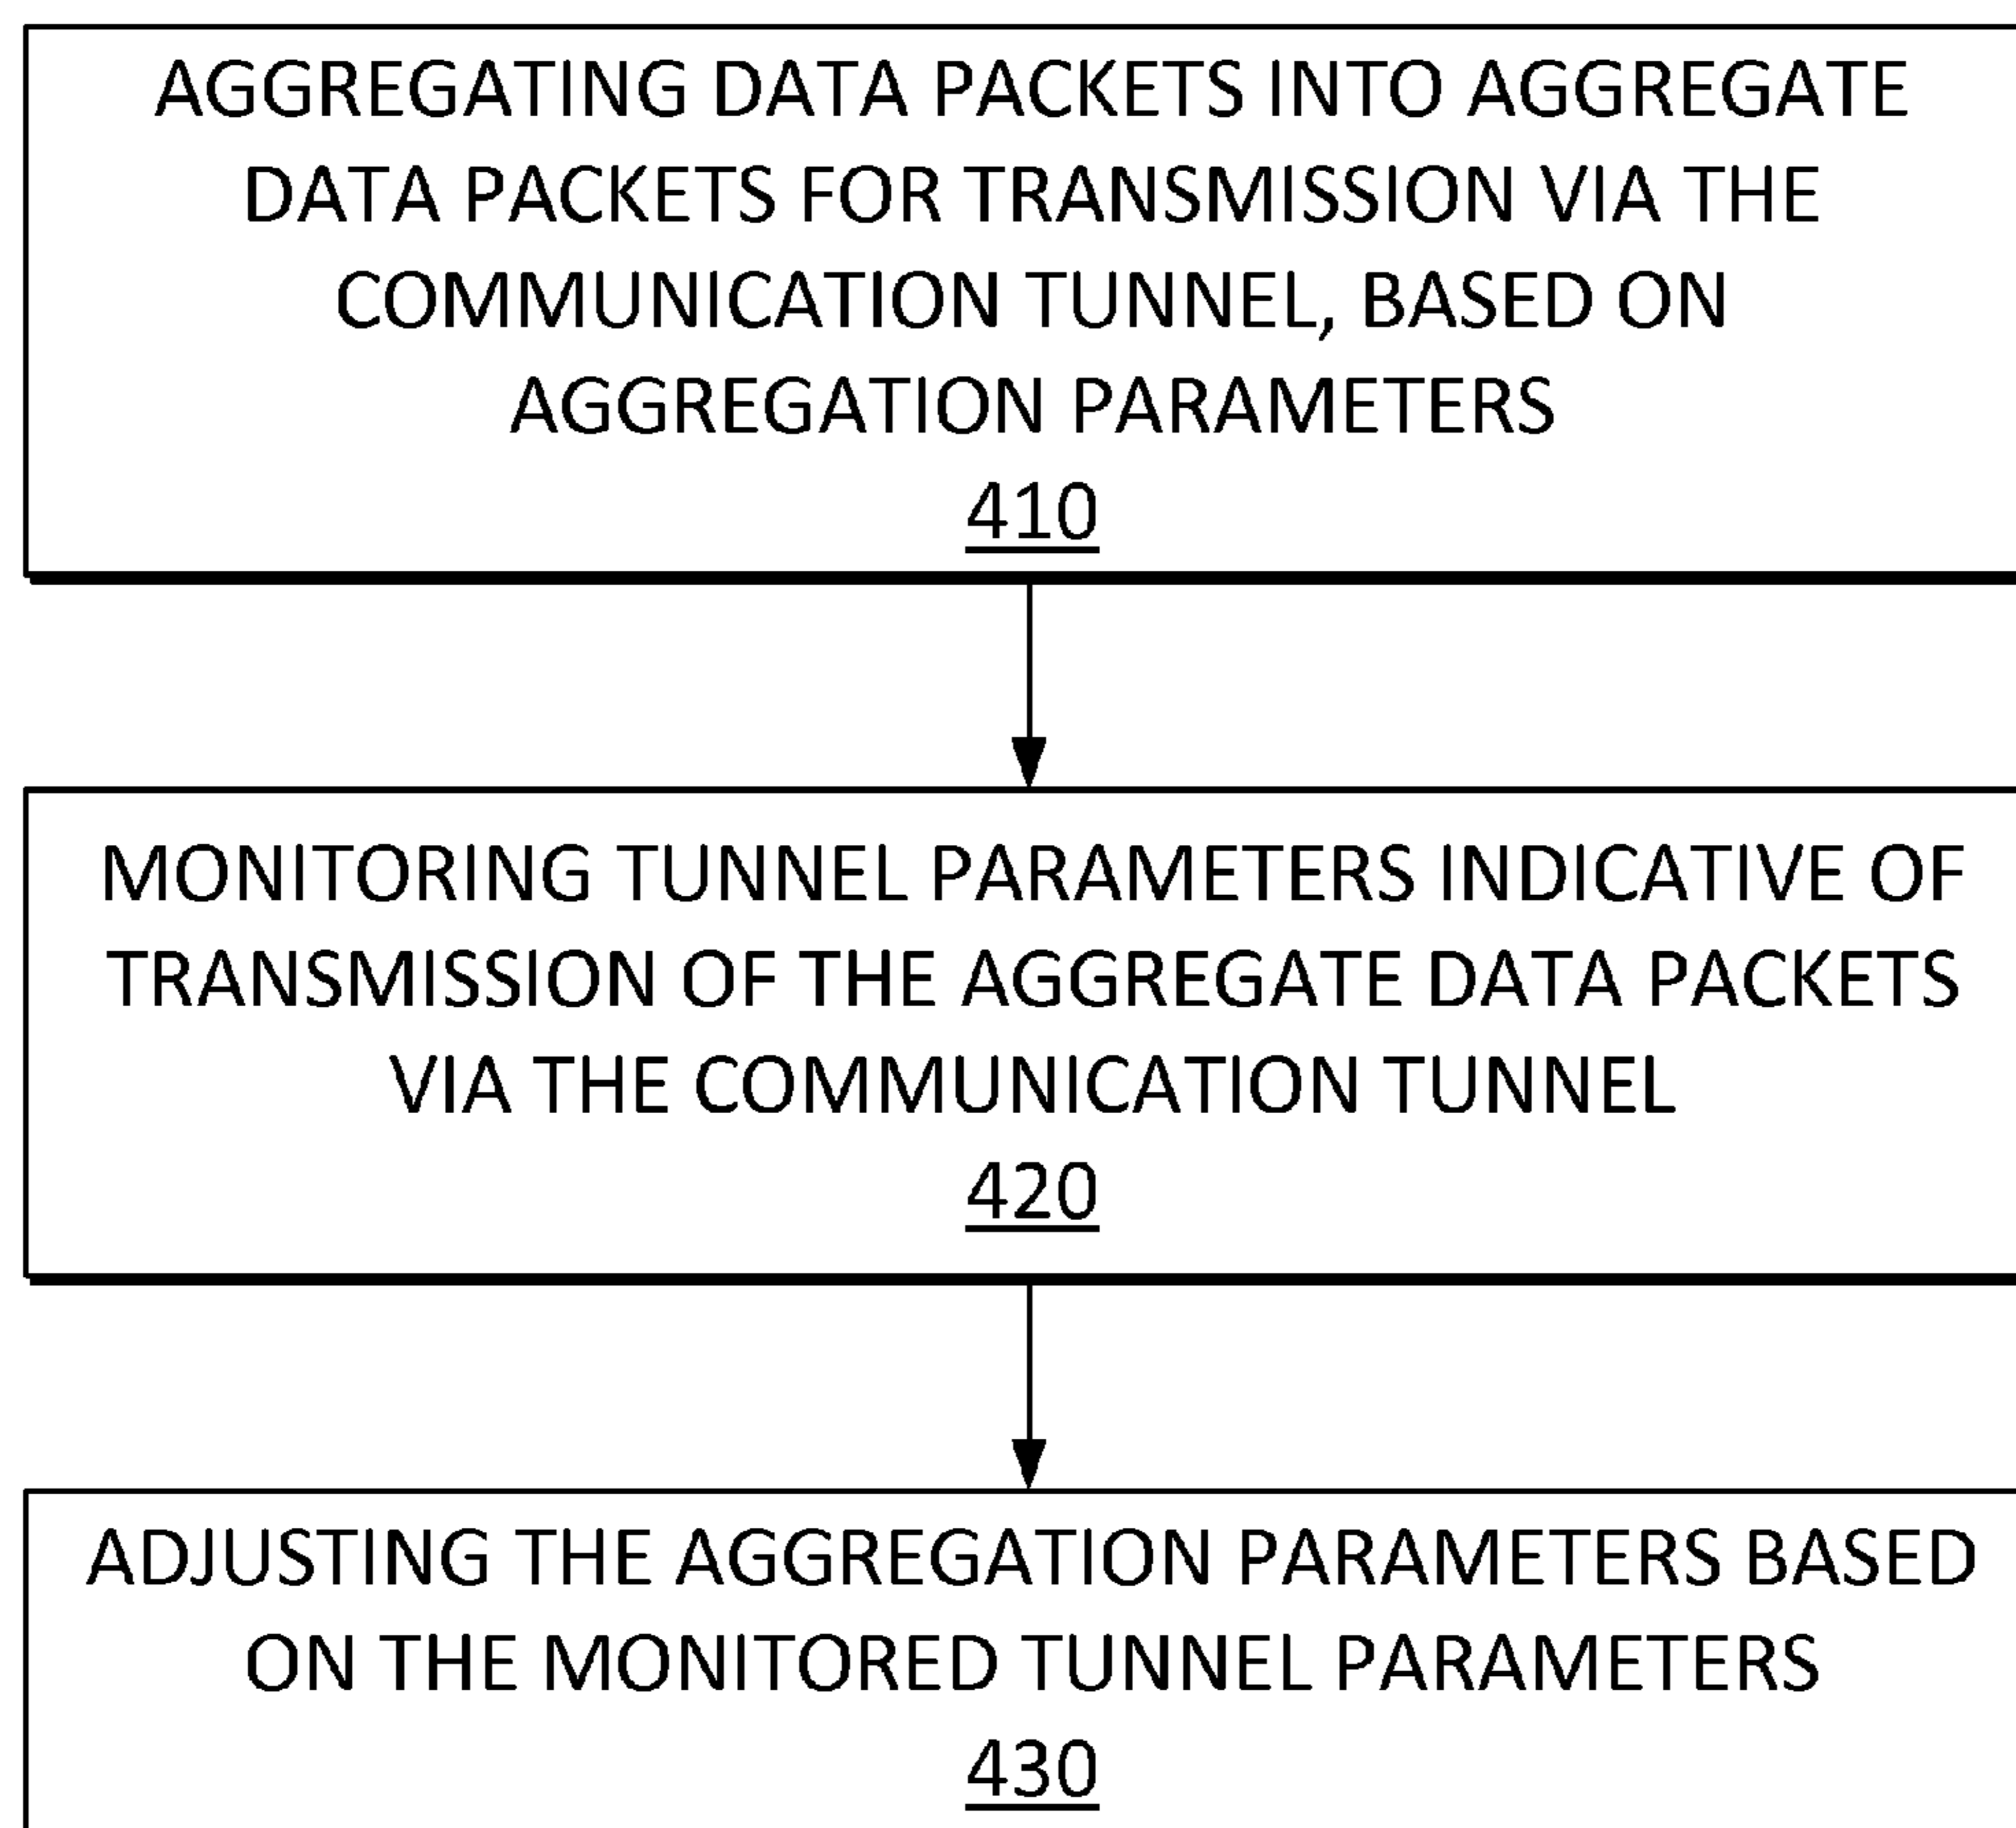 AGGREGATING DATA PACKETS INTO AGGREGATE
DATA PACKETS FOR TRANSMISSION VIA THE
COMMUNICATION TUNNEL, BASED ON
AGGREGATION PARAMETERS
410
MONITORING TUNNEL PARAMETERS INDICATIVE OF
TRANSMISSION OF THE AGGREGATE DATA PACKETS
VIA THE COMMUNICATION TUNNEL
420
ADJUSTING THE AGGREGATION PARAMETERS BASED
ON THE MONITORED TUNNEL PARAMETERS
430